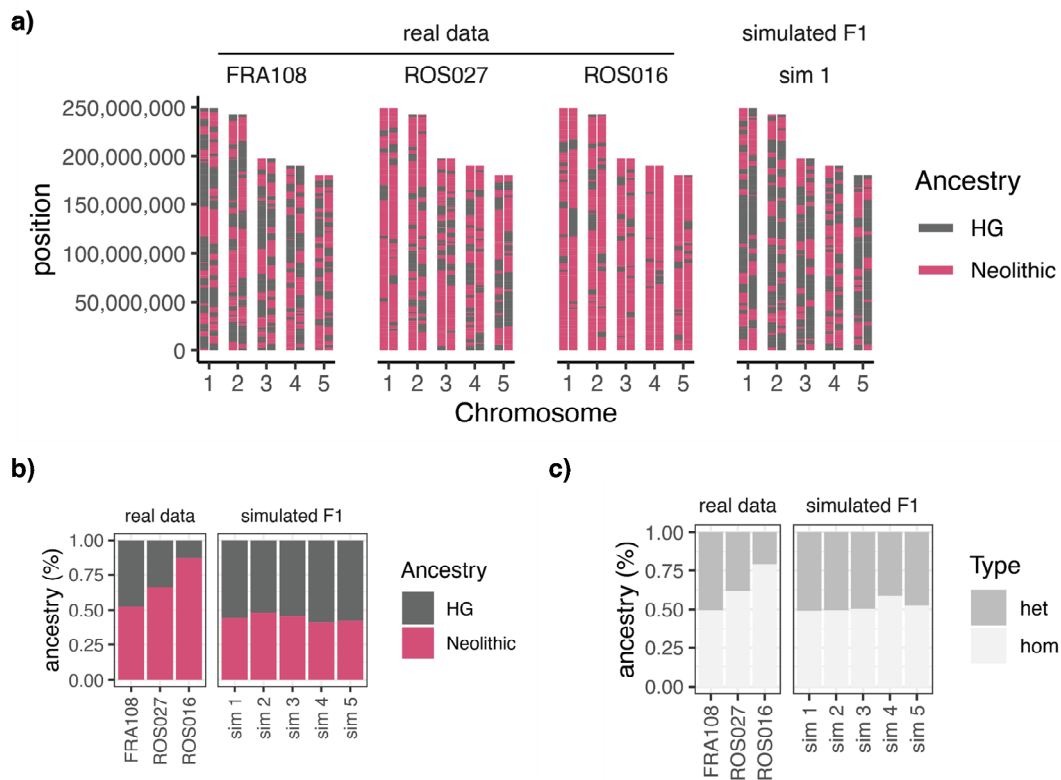 a)
real data
simulated F1
FRA108
ROS027
ROS016
sim 1
250,000,000
200,000,000
150,000,000
100,000,000
50,000,000
0
position
1 2 3 4 5
1 2 3 4 5
1 2 3 4 5
1 2 3 4 5
Chromosome
Ancestry
HG
Neolithic
b)
real data
simulated F1
1.00
0.75
0.50
0.25
0.00
ancestry (%)
FRA108
ROS027
ROS016
sim 1
sim 2
sim 3
sim 4
sim 5
Ancestry
HG
Neolithic
c)
real data
simulated F1
1.00
0.75
0.50
0.25
0.00
ancestry (%)
FRA108
ROS027
ROS016
sim 1
sim 2
sim 3
sim 4
sim 5
Type
het
hom